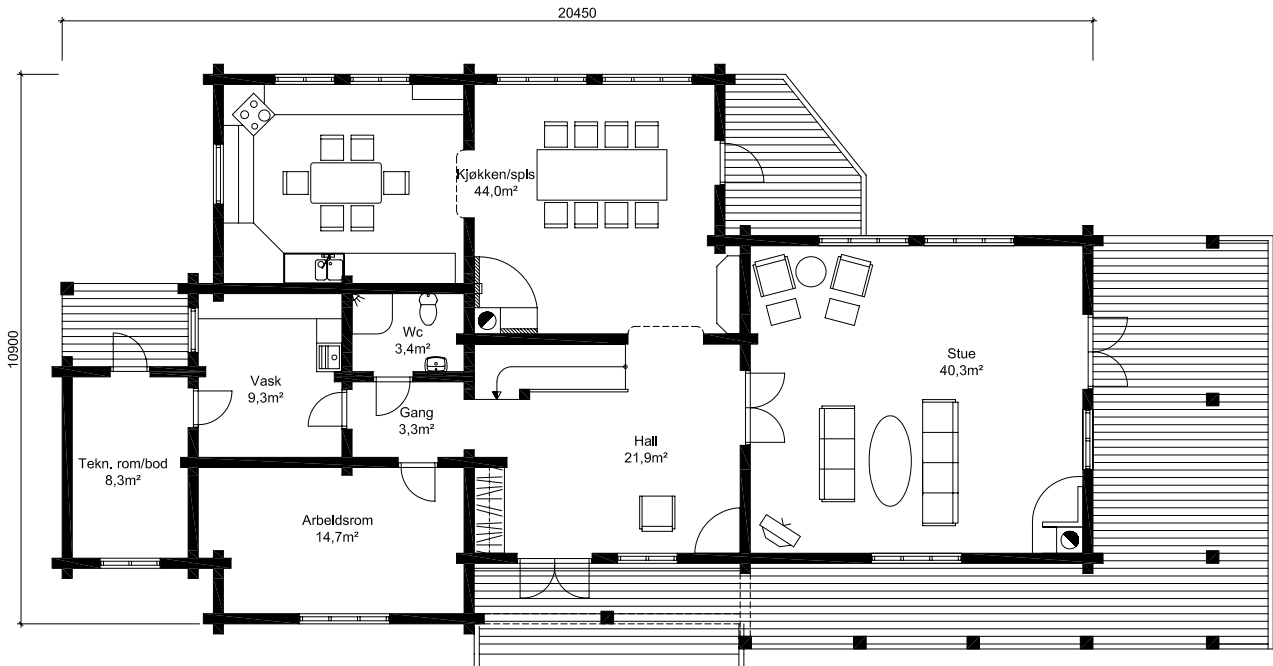 20450
10900
Kjøkken/spls
44,0m²
Wc
3,4m²
Stue
40,3m²
Vask
9,3m²
Gang
3,3m²
Hall
21,9m²
Tekn. rom/bod
8,3m²
Arbeldsrom
14,7m²